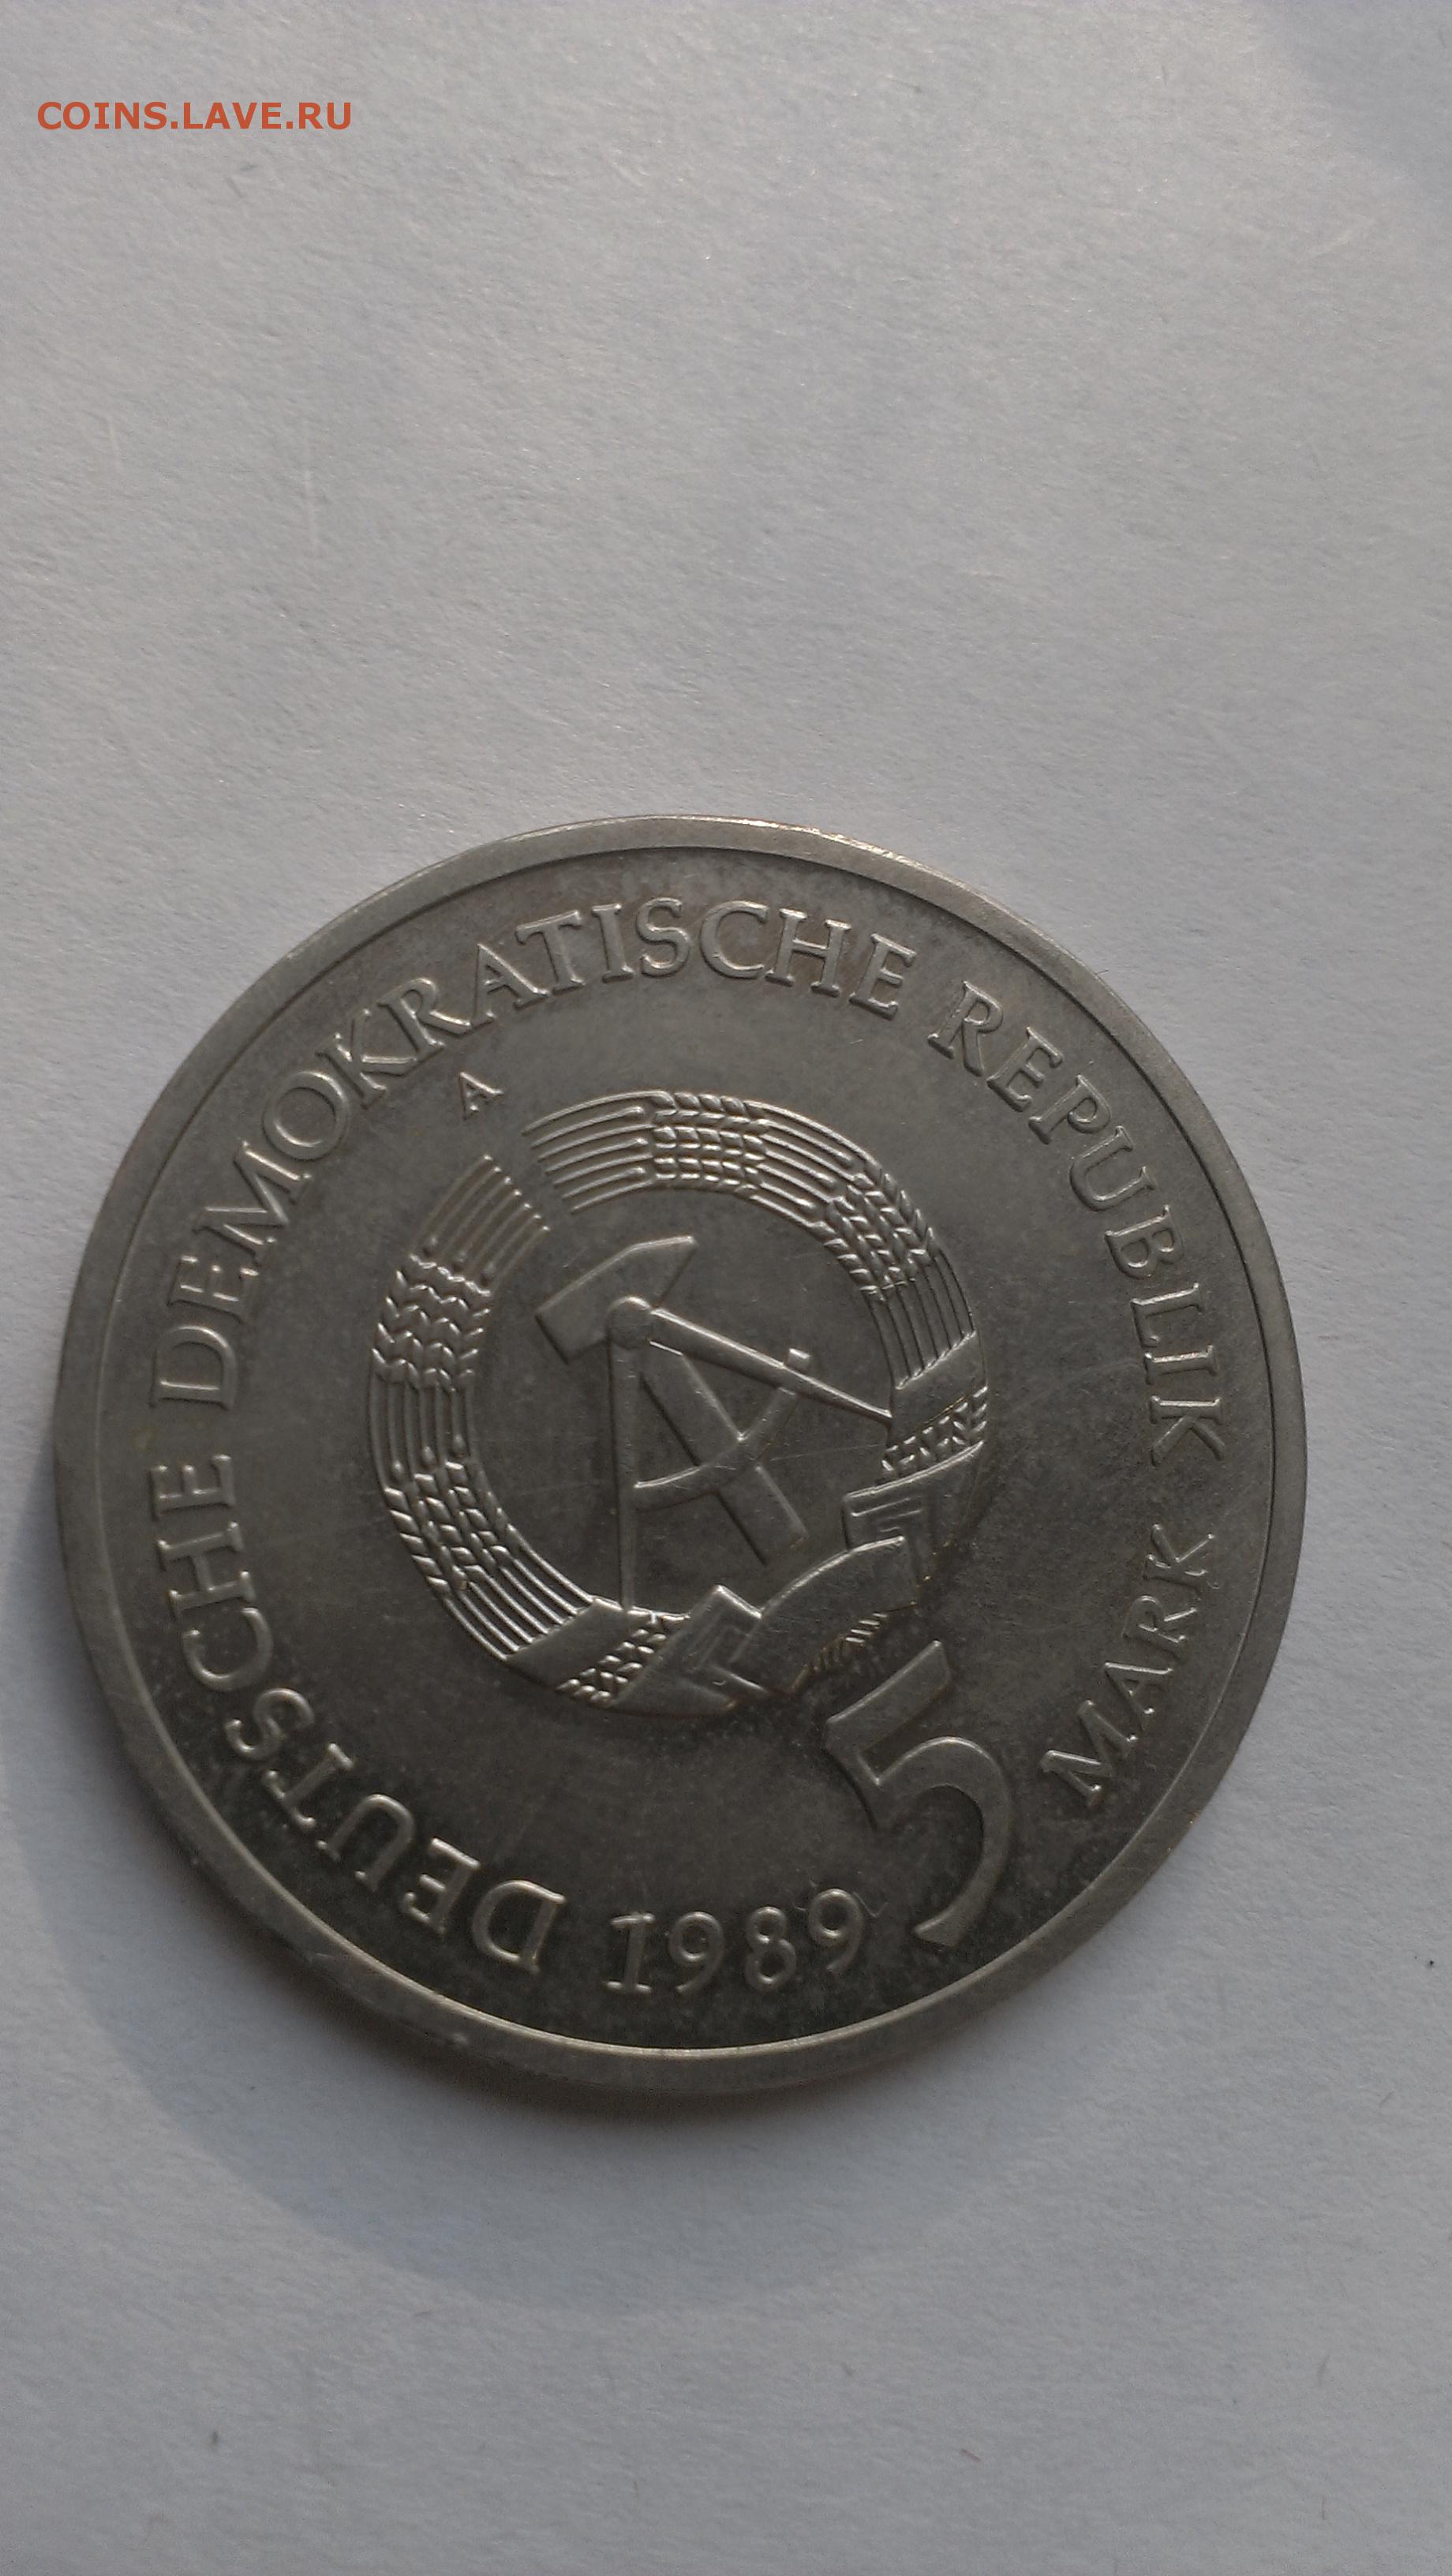 COINS.LAVE.RU
DEUTSCHE DEMOKRATISCHE REPUBLIK
A
5 MARK
1989